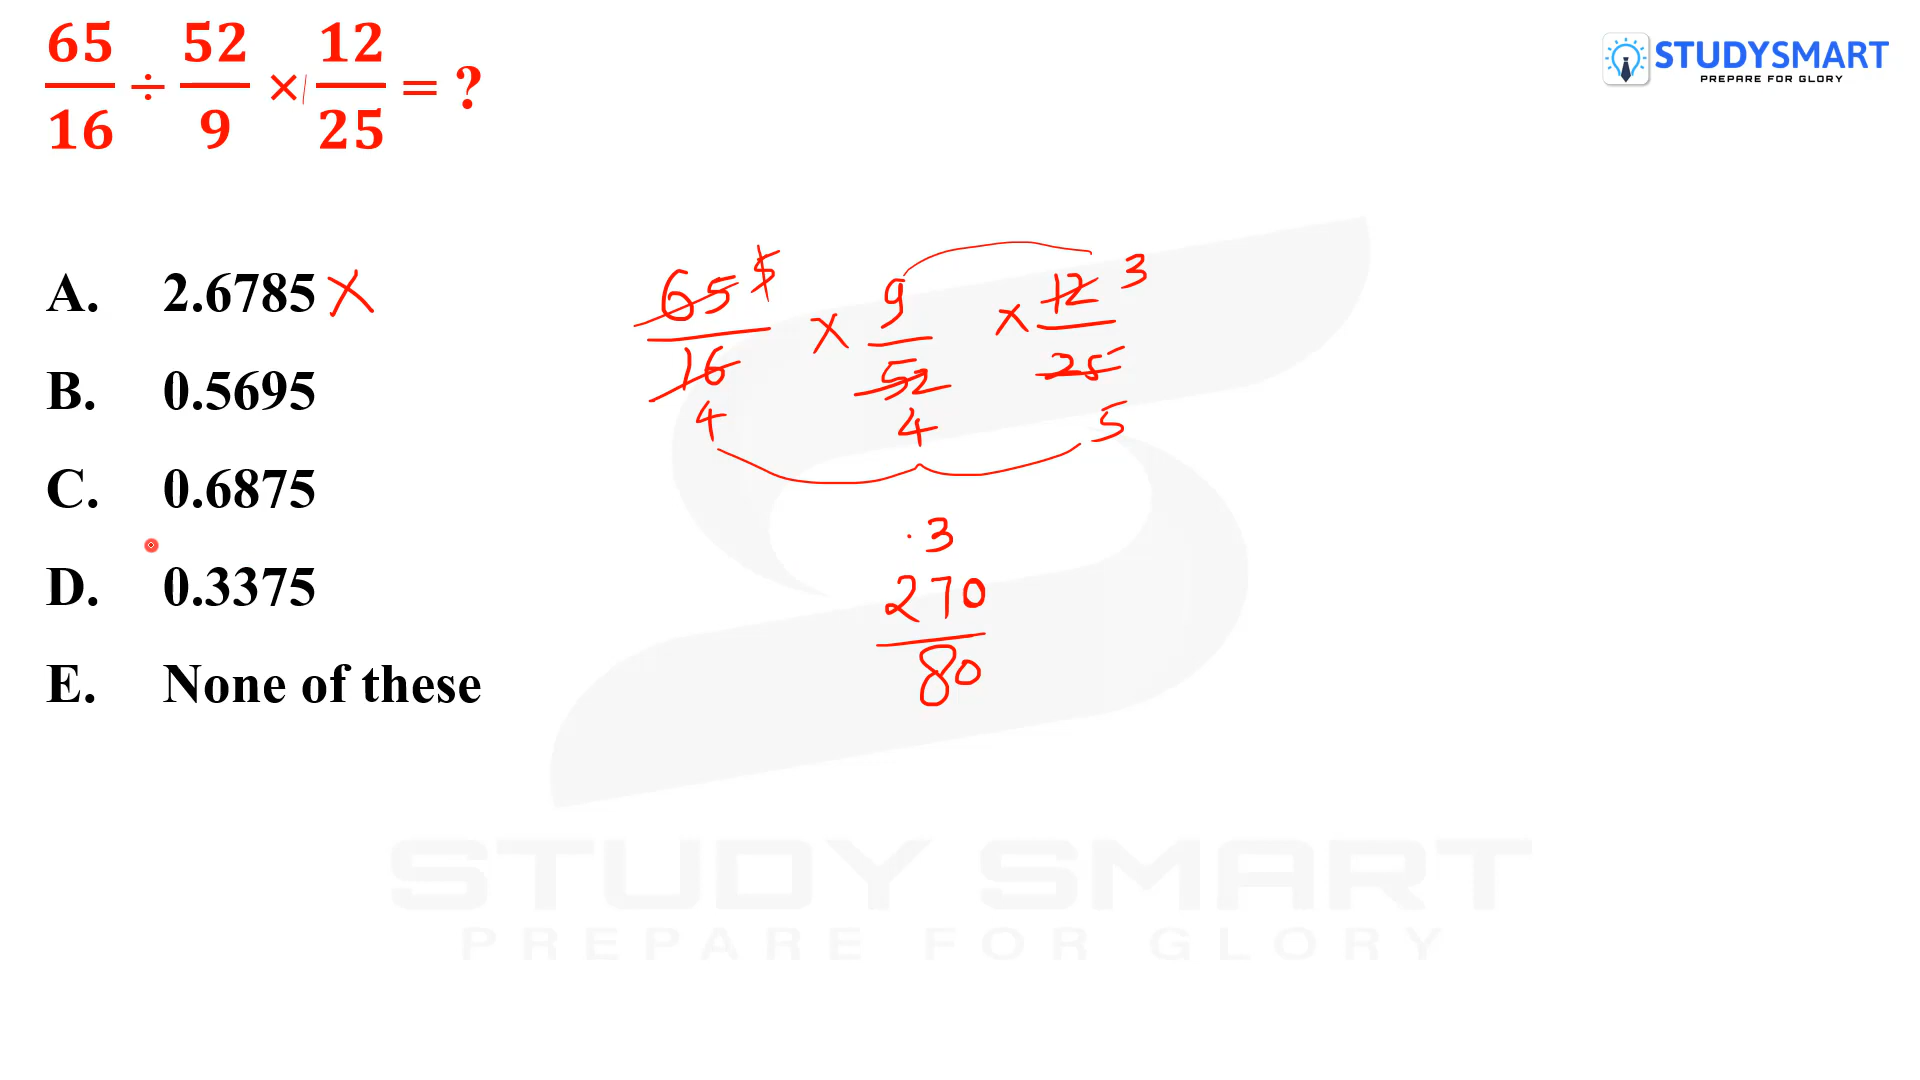 65/16 ÷ 52/9 × 12/25 = ?
STUDYSMART
PREPARE FOR GLORY
A. 2.6785 X
B. 0.5695
C. 0.6875
D. 0.3375
E. None of these
65 5 × 9 × 12 3
16 52 25
4 4 5
.3
270
80
STUDY SMART
PREPARE FOR GLORY